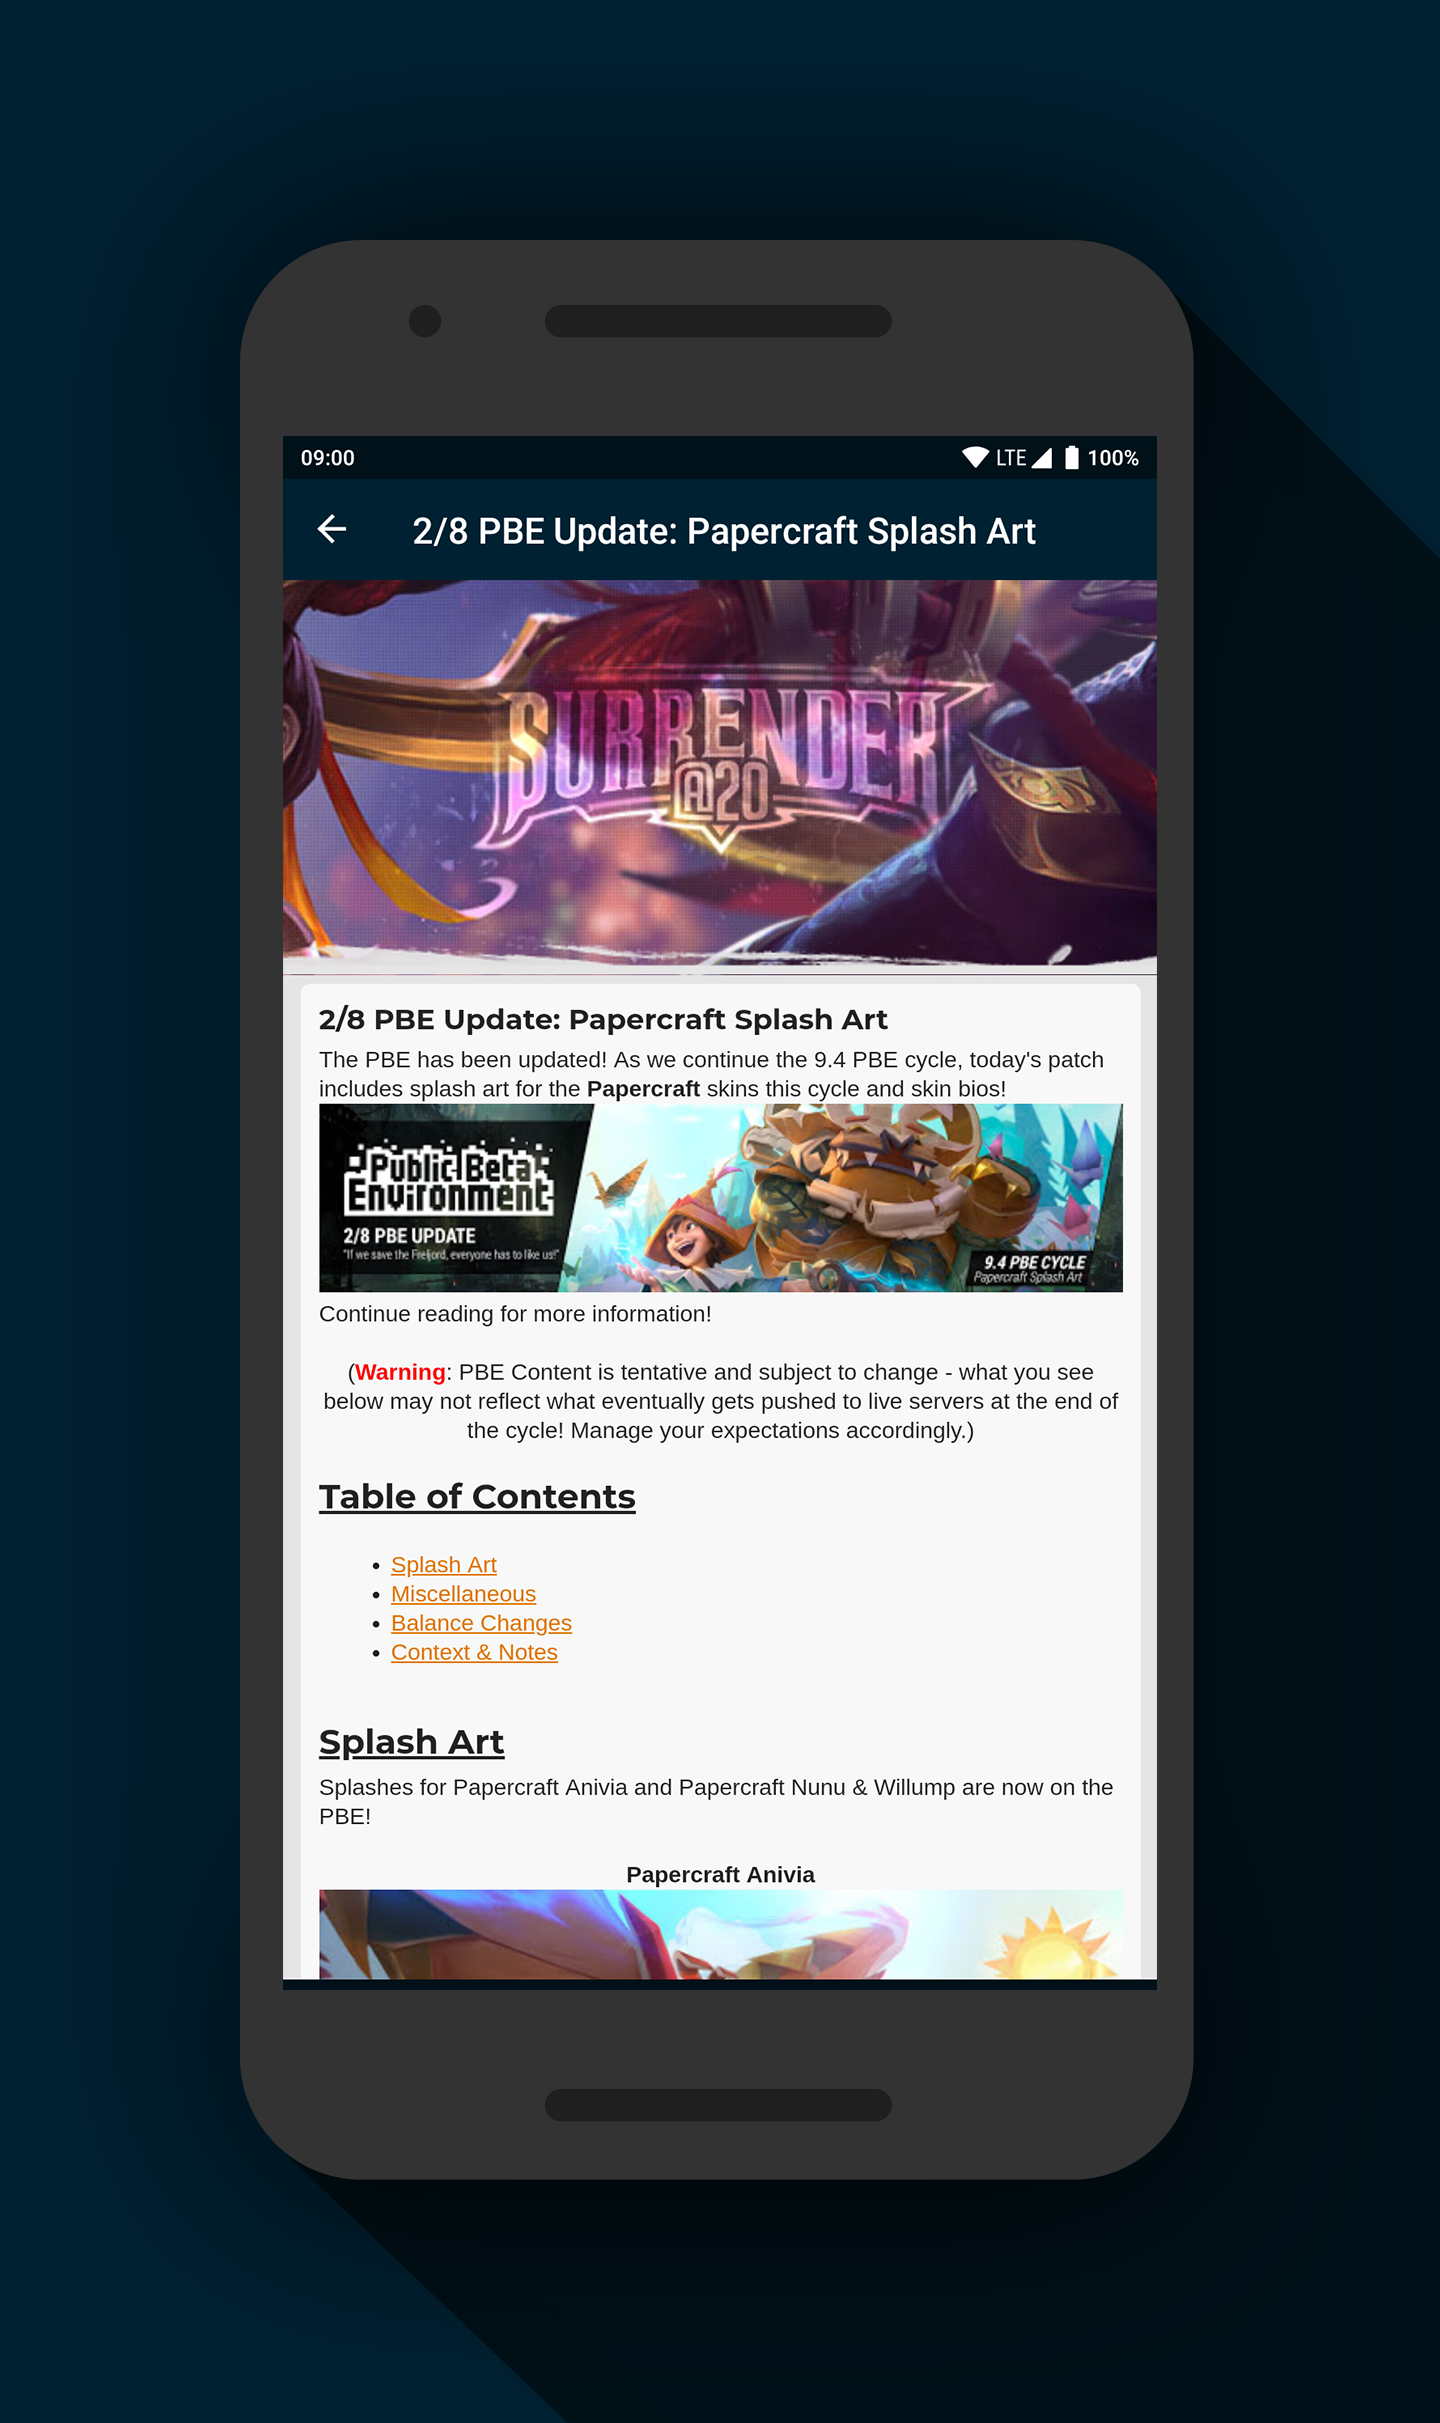 09:00 LTE 100%
2/8 PBE Update: Papercraft Splash Art
SURRENDER
@20
2/8 PBE Update: Papercraft Splash Art
The PBE has been updated! As we continue the 9.4 PBE cycle, today's patch
includes splash art for the Papercraft skins this cycle and skin bios!
Public Beta
Environment
2/8 PBE UPDATE
"If we save the Freljord, everyone has to like us!"
9.4 PBE CYCLE
Papercraft Splash Art
Continue reading for more information!
(Warning: PBE Content is tentative and subject to change - what you see
below may not reflect what eventually gets pushed to live servers at the end of
the cycle! Manage your expectations accordingly.)
Table of Contents
• Splash Art
• Miscellaneous
• Balance Changes
• Context & Notes
Splash Art
Splashes for Papercraft Anivia and Papercraft Nunu & Willump are now on the
PBE!
Papercraft Anivia